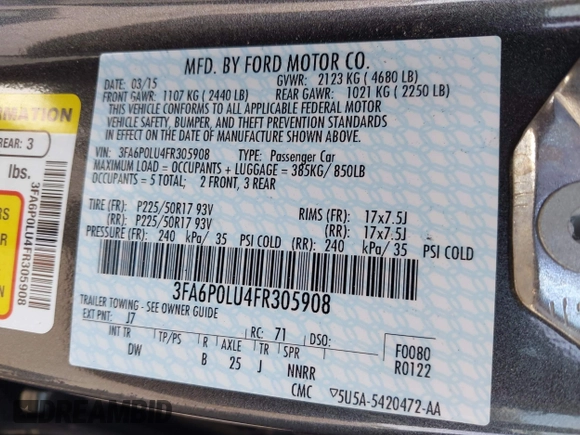 MFD. BY FORD MOTOR CO.
DATE: 03/15 GVWR: 2123 KG ( 4680 LB)
FRONT GAWR: 1107 KG ( 2440 LB) REAR GAWR: 1021 KG ( 2250 LB)
THIS VEHICLE CONFORMS TO ALL APPLICABLE FEDERAL MOTOR
VEHICLE SAFETY, BUMPER, AND THEFT PREVENTION STANDARDS
IN EFFECT ON THE DATE OF MANUFACTURE SHOWN ABOVE.
VIN: 3FA6P0LU4FR305908 TYPE: Passenger Car
MAXIMUM LOAD = OCCUPANTS + LUGGAGE = 385KG/ 850LB
OCCUPANTS = 5 TOTAL: 2 FRONT, 3 REAR
TIRE (FR): P225/50R17 93V RIMS (FR): 17x7.5J
(RR): P225/50R17 93V (RR): 17x7.5J
PRESSURE (FR): 240 kPa/ 35 PSI COLD (RR): 240 kPa/ 35 PSI COLD
3FA6P0LU4FR305908
TRAILER TOWING - SEE OWNER GUIDE
EXT PNT: J7 RC: 71 DSO:
INT TR TP/PS R AXLE TR SPR F0080
DW B 25 J NNRR R0122
CMC 5U5A-5420472-AA
RMATION
REAR: 3
lbs.
3FA6P0LU4FR305908
RS
R
ON
DREAMBID